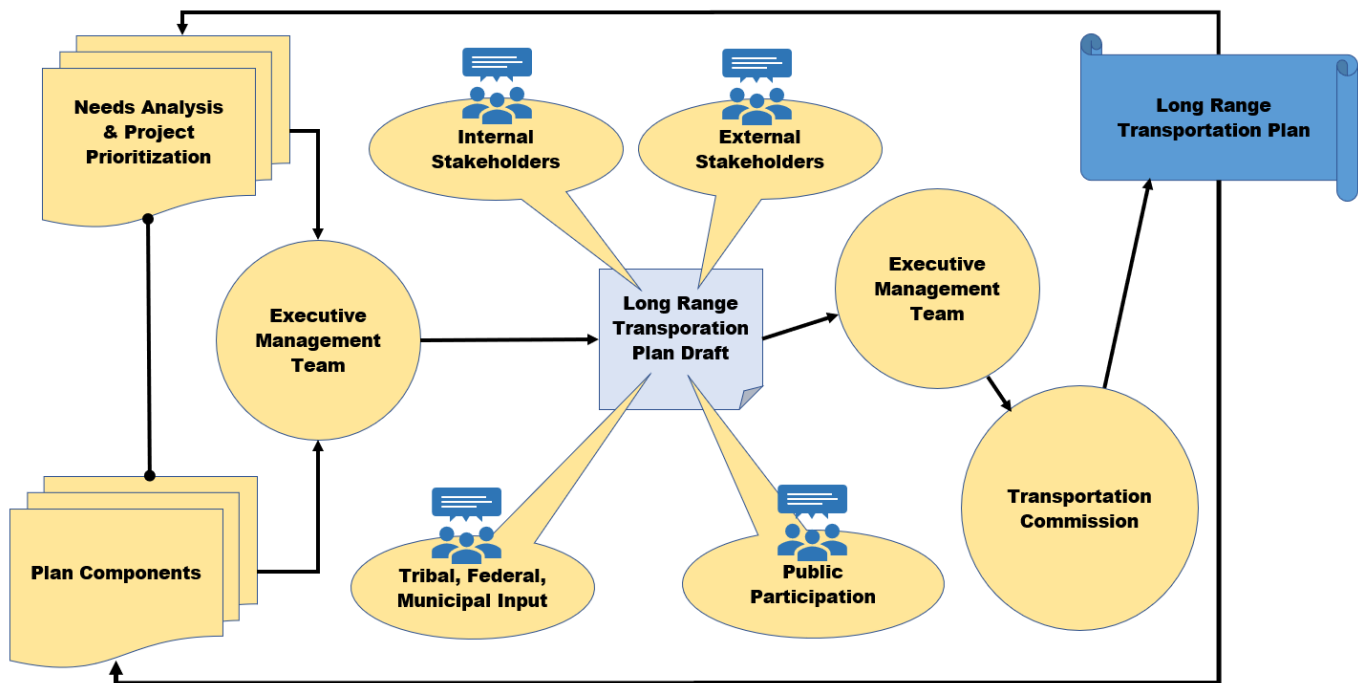 Needs Analysis
& Project
Prioritization
Internal
Stakeholders
External
Stakeholders
Long Range
Transportation Plan
Executive
Management
Team
Long Range
Transporation
Plan Draft
Executive
Management
Team
Plan Components
Tribal, Federal,
Municipal Input
Public
Participation
Transportation
Commission